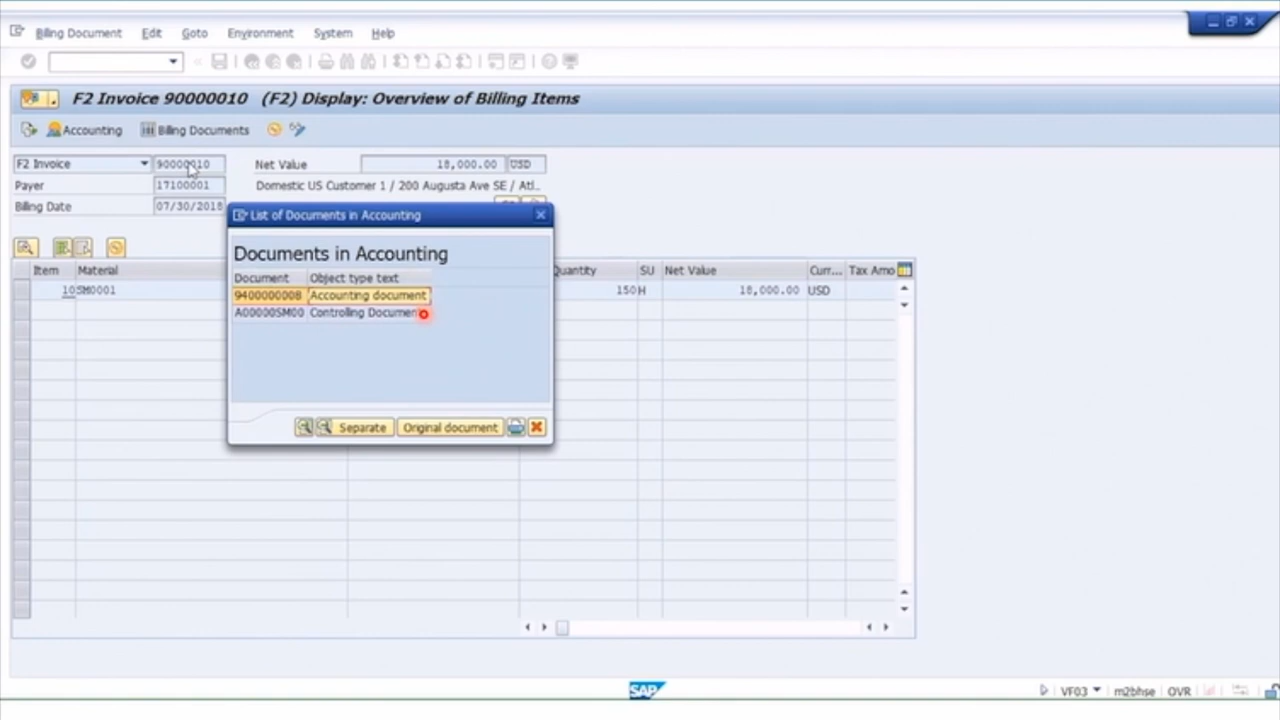 Billing Document Edit Goto Environment System Help
F2 Invoice 90000010 (F2) Display: Overview of Billing Items
Accounting Billing Documents
F2 Invoice 90000010 Net Value 18,000.00 USD
Payer 17100001 Domestic US Customer 1 / 200 Augusta Ave SE / Atl..
Billing Date 07/30/2018
List of Documents in Accounting
Documents in Accounting
Document Object type text
9400000008 Accounting document
A00000SM00 Controlling Document
Separate Original document
Item Material Quantity SU Net Value Curr... Tax Amo
10 SM0001 150 H 18,000.00 USD
SAP
VF03 m2bhse OVR